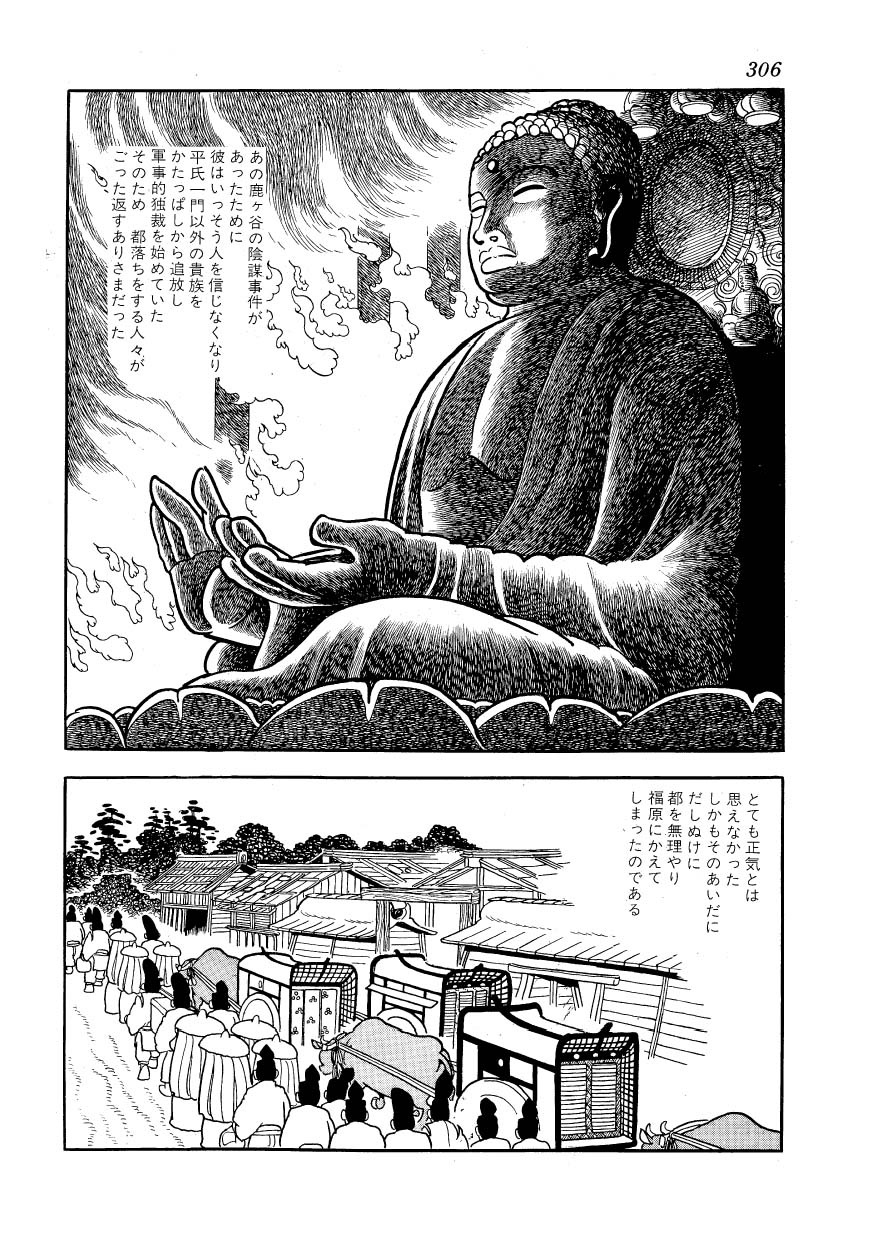 306
あの鹿ヶ谷の陰謀事件が
あったために
彼はいっそう人を信じなくなり
平氏一門以外の貴族を
かたっぱしから追放し
軍事的独裁を始めていた
そのため　都落ちをする人々が
ごった返すありさまだった
とても正気とは
思えなかった
しかもそのあいだに
だしぬけに
都を無理やり
福原にかえて
しまったのである